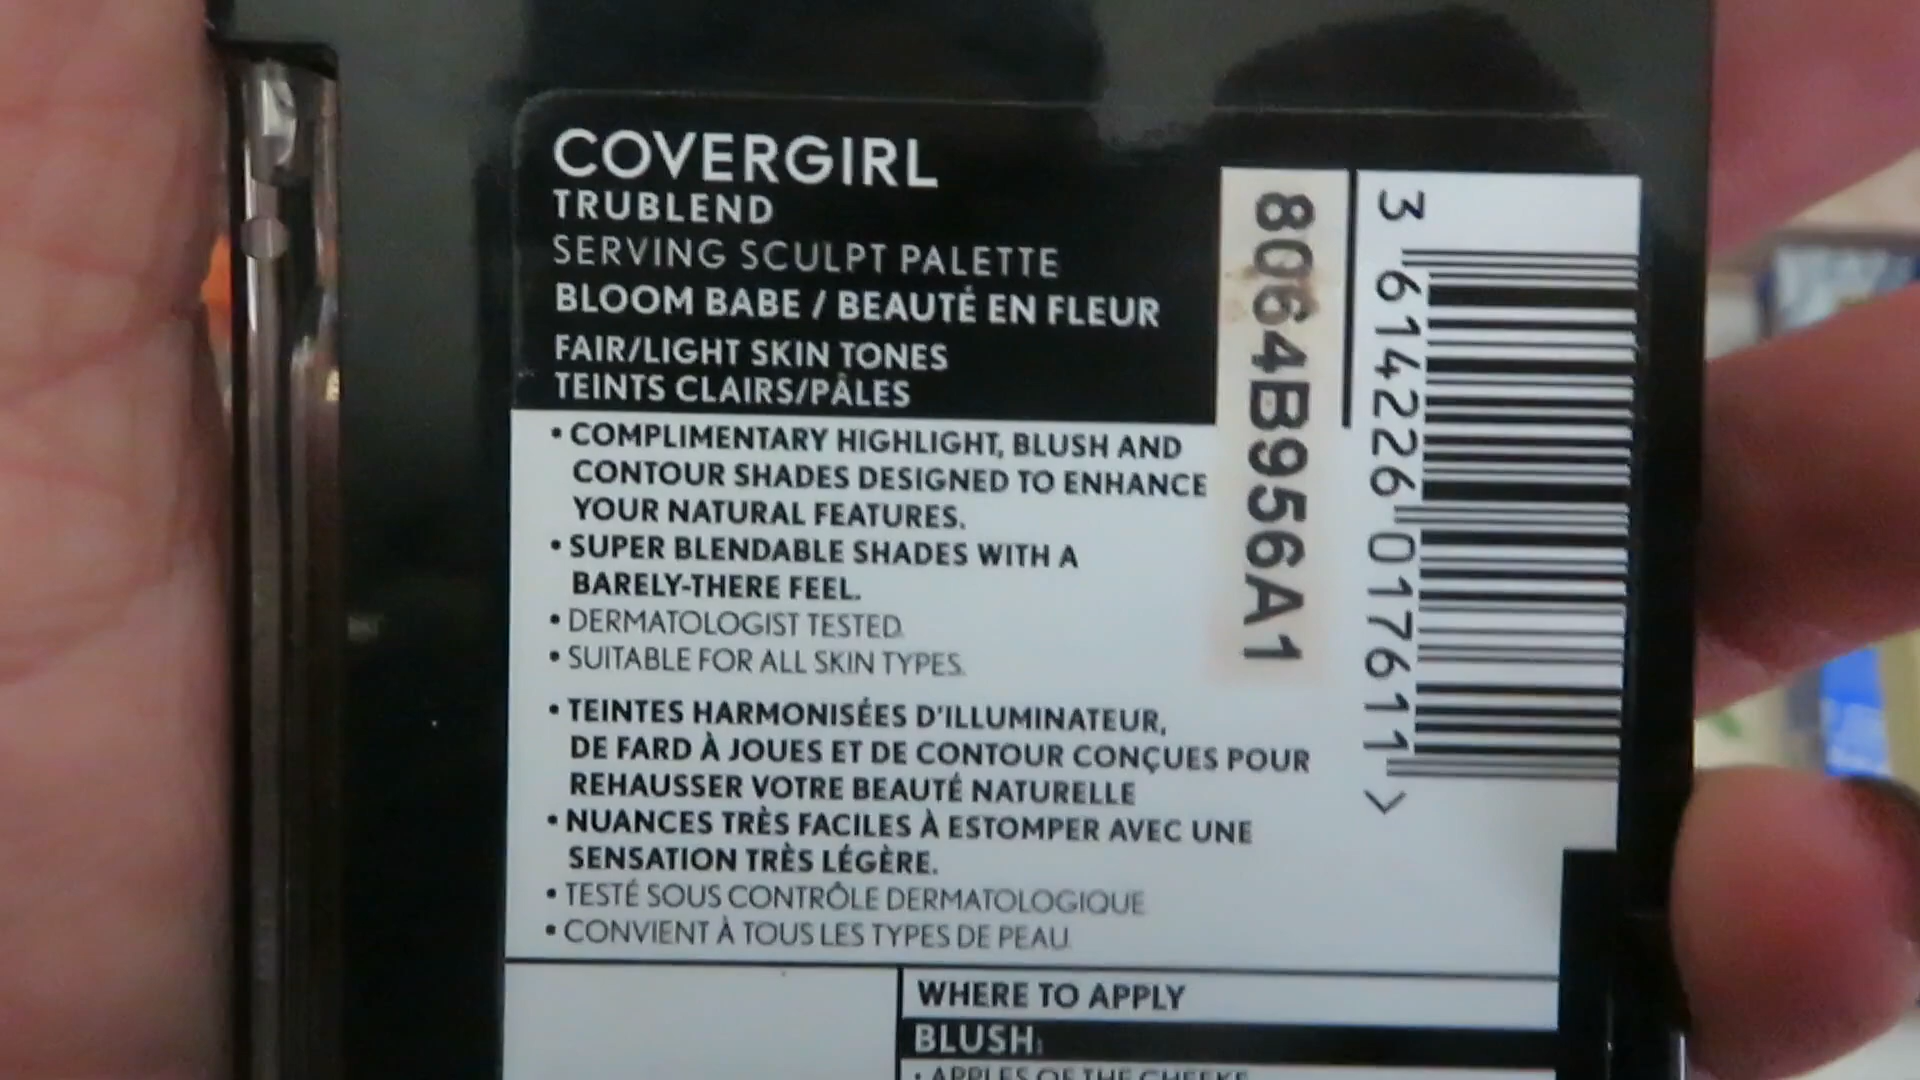 COVERGIRL
TRUBLEND
SERVING SCULPT PALETTE
BLOOM BABE / BEAUTÉ EN FLEUR
FAIR/LIGHT SKIN TONES
TEINTS CLAIRS/PÂLES
• COMPLIMENTARY HIGHLIGHT, BLUSH AND
CONTOUR SHADES DESIGNED TO ENHANCE
YOUR NATURAL FEATURES.
• SUPER BLENDABLE SHADES WITH A
BARELY-THERE FEEL.
• DERMATOLOGIST TESTED.
• SUITABLE FOR ALL SKIN TYPES.
• TEINTES HARMONISÉES D'ILLUMINATEUR,
DE FARD À JOUES ET DE CONTOUR CONÇUES POUR
REHAUSSER VOTRE BEAUTÉ NATURELLE
• NUANCES TRÈS FACILES À ESTOMPER AVEC UNE
SENSATION TRÈS LÉGÈRE.
• TESTÉ SOUS CONTRÔLE DERMATOLOGIQUE
• CONVIENT À TOUS LES TYPES DE PEAU
WHERE TO APPLY
BLUSH:
• APPLES OF THE CHEEKS
8064B956A1
3 614226 017611 >